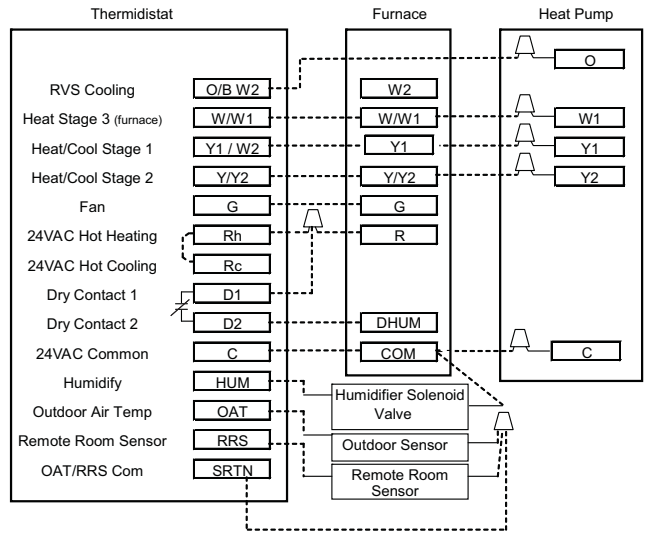 Thermidistat Furnace Heat Pump
O
RVS Cooling O/B W2 W2
Heat Stage 3 (furnace) W/W1 W/W1 W1
Heat/Cool Stage 1 Y1 / W2 Y1 Y1
Heat/Cool Stage 2 Y/Y2 Y/Y2 Y2
Fan G G
24VAC Hot Heating Rh R
24VAC Hot Cooling Rc
Dry Contact 1 D1
Dry Contact 2 D2 DHUM
24VAC Common C COM C
Humidify HUM
Humidifier Solenoid
Valve
Outdoor Air Temp OAT
Remote Room Sensor RRS
Outdoor Sensor
OAT/RRS Com SRTN
Remote Room
Sensor